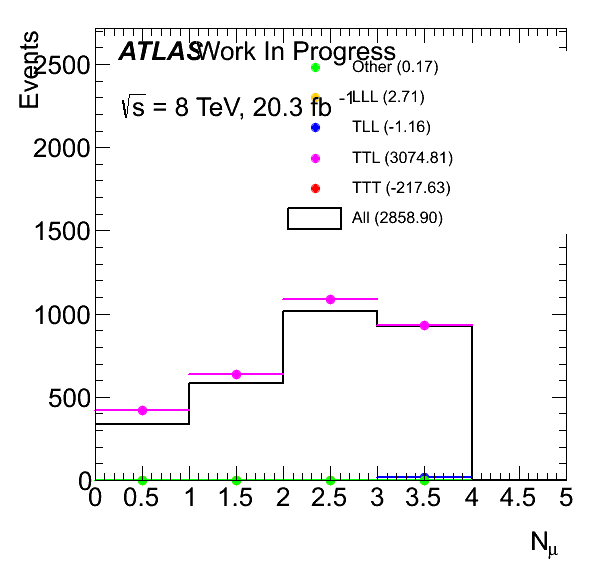 Events
ATLAS Work In Progress
√s = 8 TeV, 20.3 fb -1
Other (0.17)
LLL (2.71)
TLL (-1.16)
TTL (3074.81)
TTT (-217.63)
All (2858.90)
2500
2000
1500
1000
500
0
0 0.5 1 1.5 2 2.5 3 3.5 4 4.5 5
Nμ